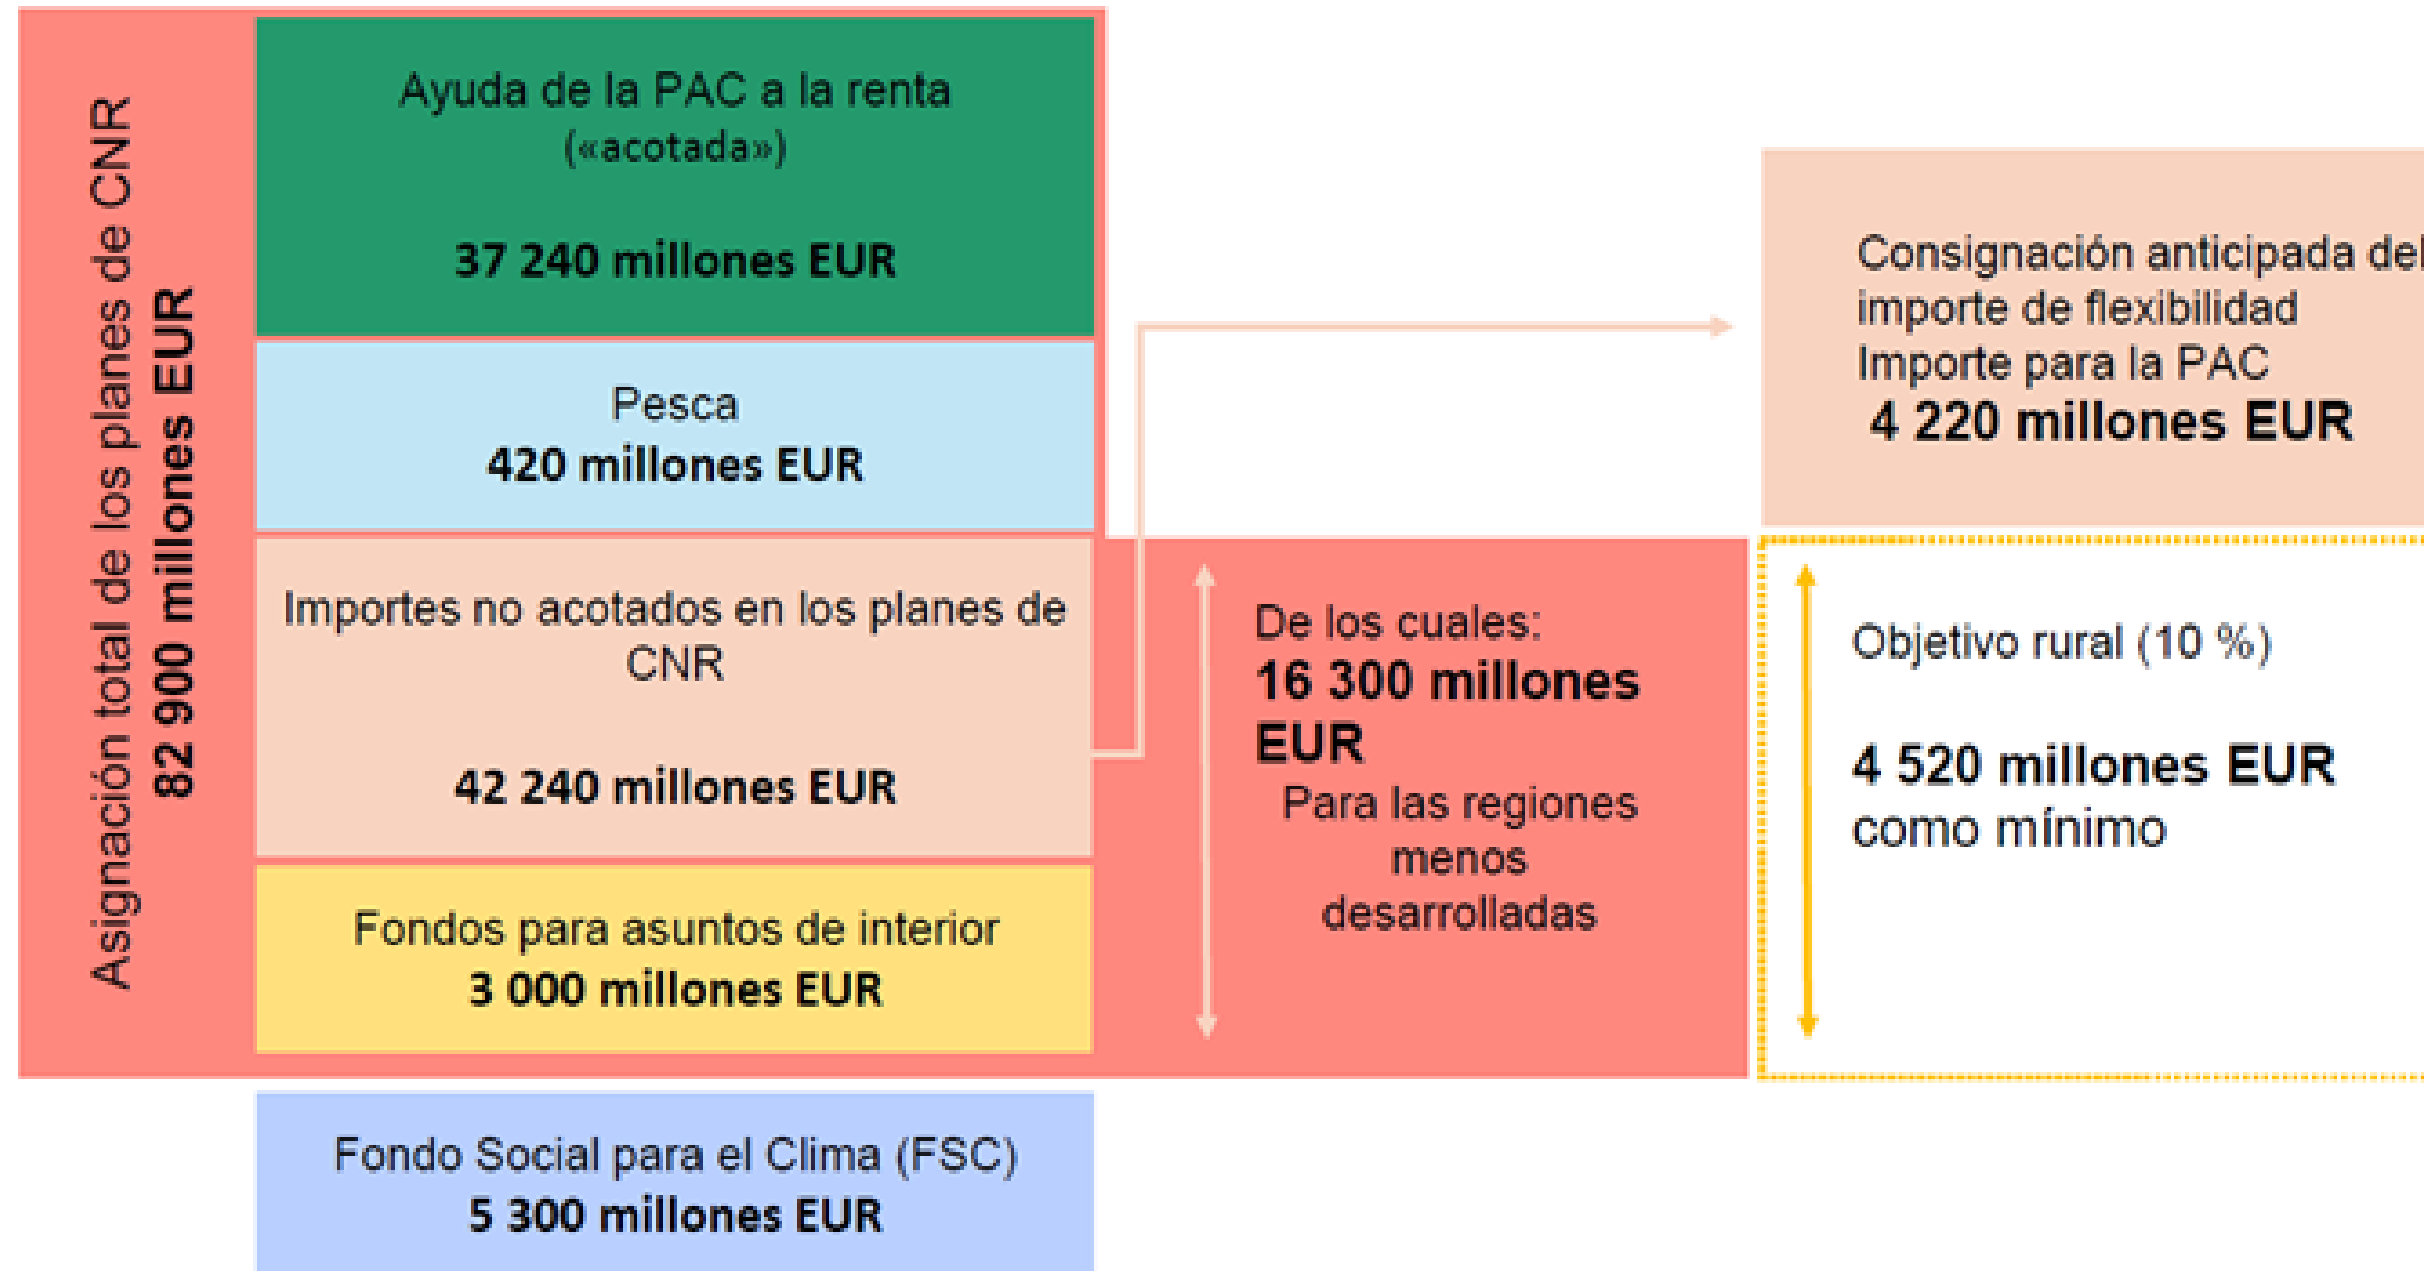 Asignación total de los planes de CNR
82 900 millones EUR
Ayuda de la PAC a la renta
(«acotada»)
37 240 millones EUR
Pesca
420 millones EUR
Importes no acotados en los planes de
CNR
42 240 millones EUR
Fondos para asuntos de interior
3 000 millones EUR
Fondo Social para el Clima (FSC)
5 300 millones EUR
De los cuales:
16 300 millones
EUR
Para las regiones
menos
desarrolladas
Consignación anticipada del
importe de flexibilidad
Importe para la PAC
4 220 millones EUR
Objetivo rural (10 %)
4 520 millones EUR
como mínimo